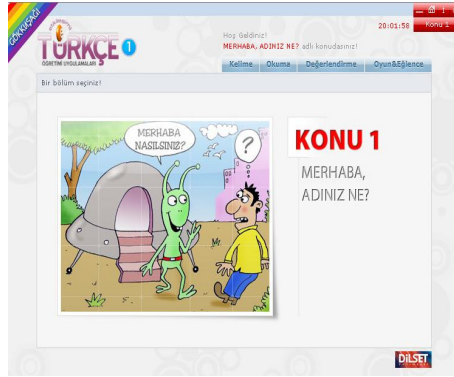 GÖKKUŞAĞI
TÜRKÇE 1
ÖĞRETİM UYGULAMALARI
20:01:58
Konu 1
Hoş Geldiniz!
MERHABA, ADINIZ NE? adlı konudasınız!
Kelime Okuma Değerlendirme Oyun&Eğlence
Bir bölüm seçiniz!
MERHABA
NASILSINIZ?
?
KONU 1
MERHABA,
ADINIZ NE?
DİLSET